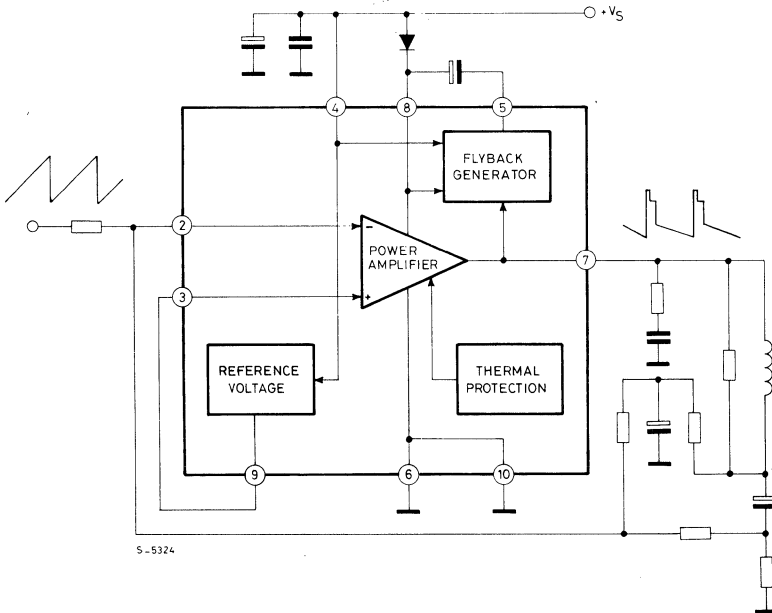 +VS
4
8
5
FLYBACK
GENERATOR
2
-
POWER
AMPLIFIER
7
3
+
REFERENCE
VOLTAGE
THERMAL
PROTECTION
9
6
10
S-5324